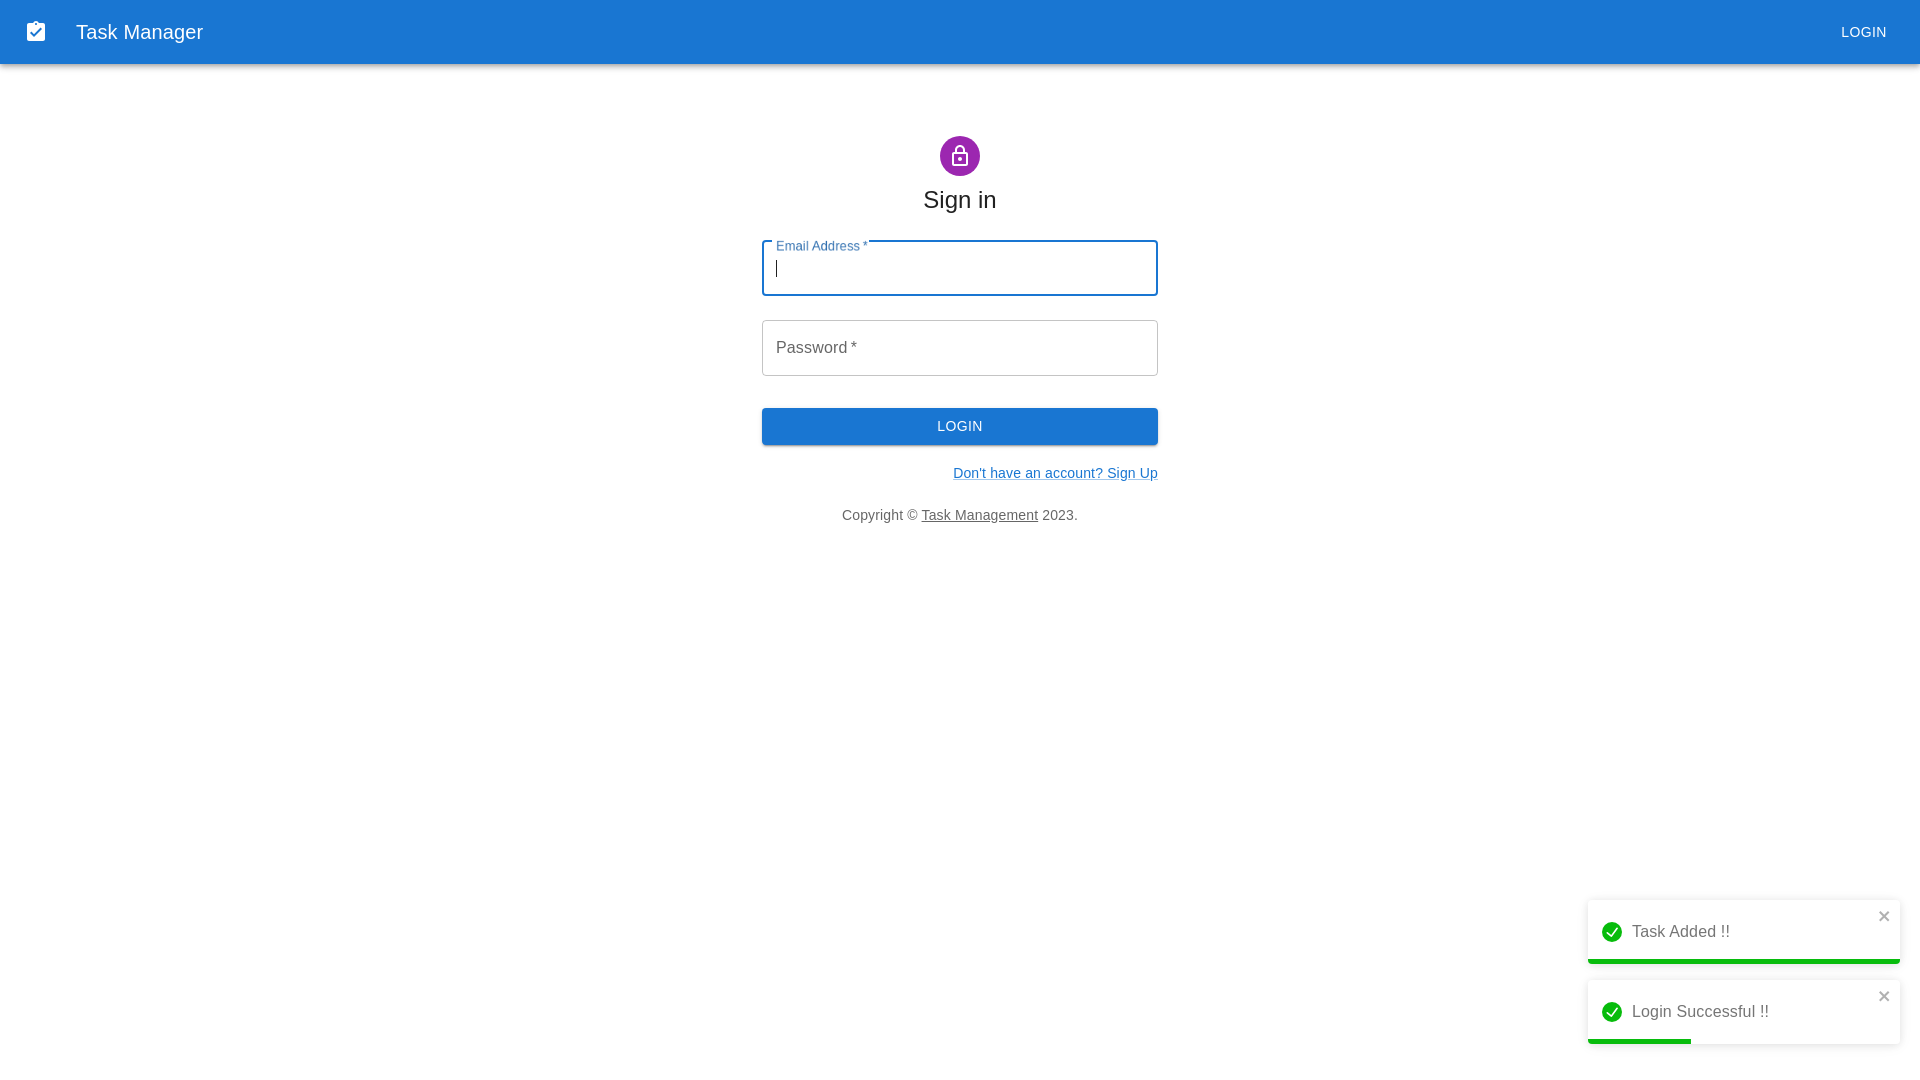 Task Manager
LOGIN
Sign in
Email Address *
Password *
LOGIN
Don't have an account? Sign Up
Copyright © Task Management 2023.
Task Added !!
Login Successful !!